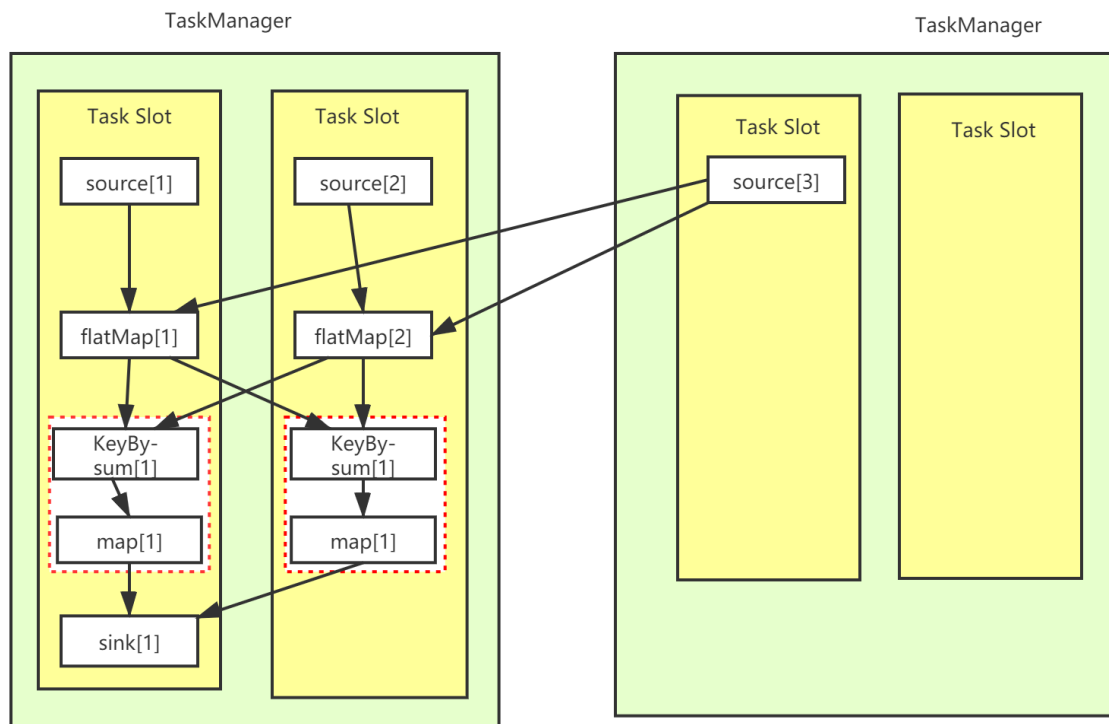 TaskManager
TaskManager
Task Slot
Task Slot
Task Slot
Task Slot
source[1]
source[2]
source[3]
flatMap[1]
flatMap[2]
KeyBy-
sum[1]
KeyBy-
sum[1]
map[1]
map[1]
sink[1]